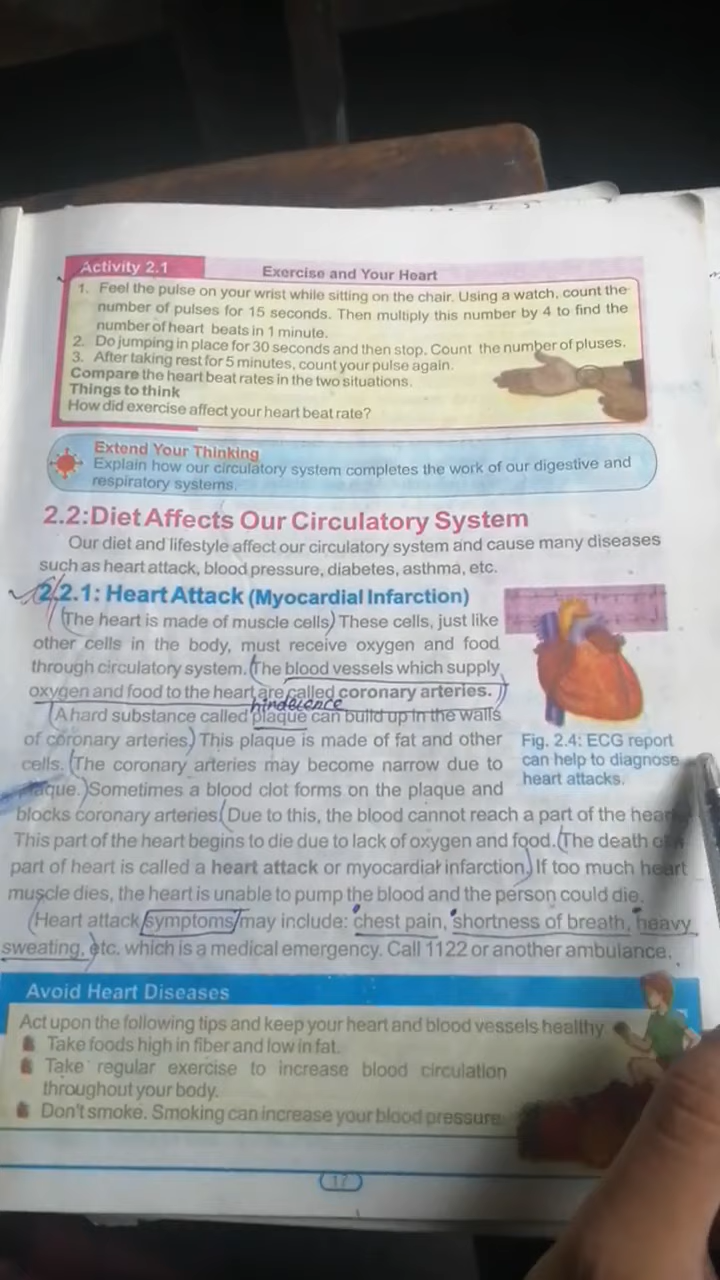 Activity 2.1
Exercise and Your Heart
1. Feel the pulse on your wrist while sitting on the chair. Using a watch, count the
number of pulses for 15 seconds. Then multiply this number by 4 to find the
number of heart beats in 1 minute.
2. Do jumping in place for 30 seconds and then stop. Count the number of pluses.
3. After taking rest for 5 minutes, count your pulse again.
Compare the heart beat rates in the two situations.
Things to think
How did exercise affect your heart beat rate?
Extend Your Thinking
Explain how our circulatory system completes the work of our digestive and
respiratory systems.
2.2:Diet Affects Our Circulatory System
Our diet and lifestyle affect our circulatory system and cause many diseases
such as heart attack, blood pressure, diabetes, asthma, etc.
2.2.1: Heart Attack (Myocardial Infarction)
(The heart is made of muscle cells) These cells, just like
other cells in the body, must receive oxygen and food
through circulatory system. (The blood vessels which supply
oxygen and food to the heart are called coronary arteries.)
(A hard substance called plaque can build up in the walls
of coronary arteries) This plaque is made of fat and other
cells. (The coronary arteries may become narrow due to
plaque.) Sometimes a blood clot forms on the plaque and
blocks coronary arteries (Due to this, the blood cannot reach a part of the hear
This part of the heart begins to die due to lack of oxygen and food. (The death of
part of heart is called a heart attack or myocardial infarction) If too much heart
muscle dies, the heart is unable to pump the blood and the person could die.
(Heart attack symptoms may include: chest pain, shortness of breath, heavy
sweating, etc. which is a medical emergency. Call 1122 or another ambulance.
Fig. 2.4: ECG report
can help to diagnose
heart attacks.
Avoid Heart Diseases
Act upon the following tips and keep your heart and blood vessels healthy
Take foods high in fiber and low in fat.
Take regular exercise to increase blood circulation
throughout your body.
Don't smoke. Smoking can increase your blood pressure
17